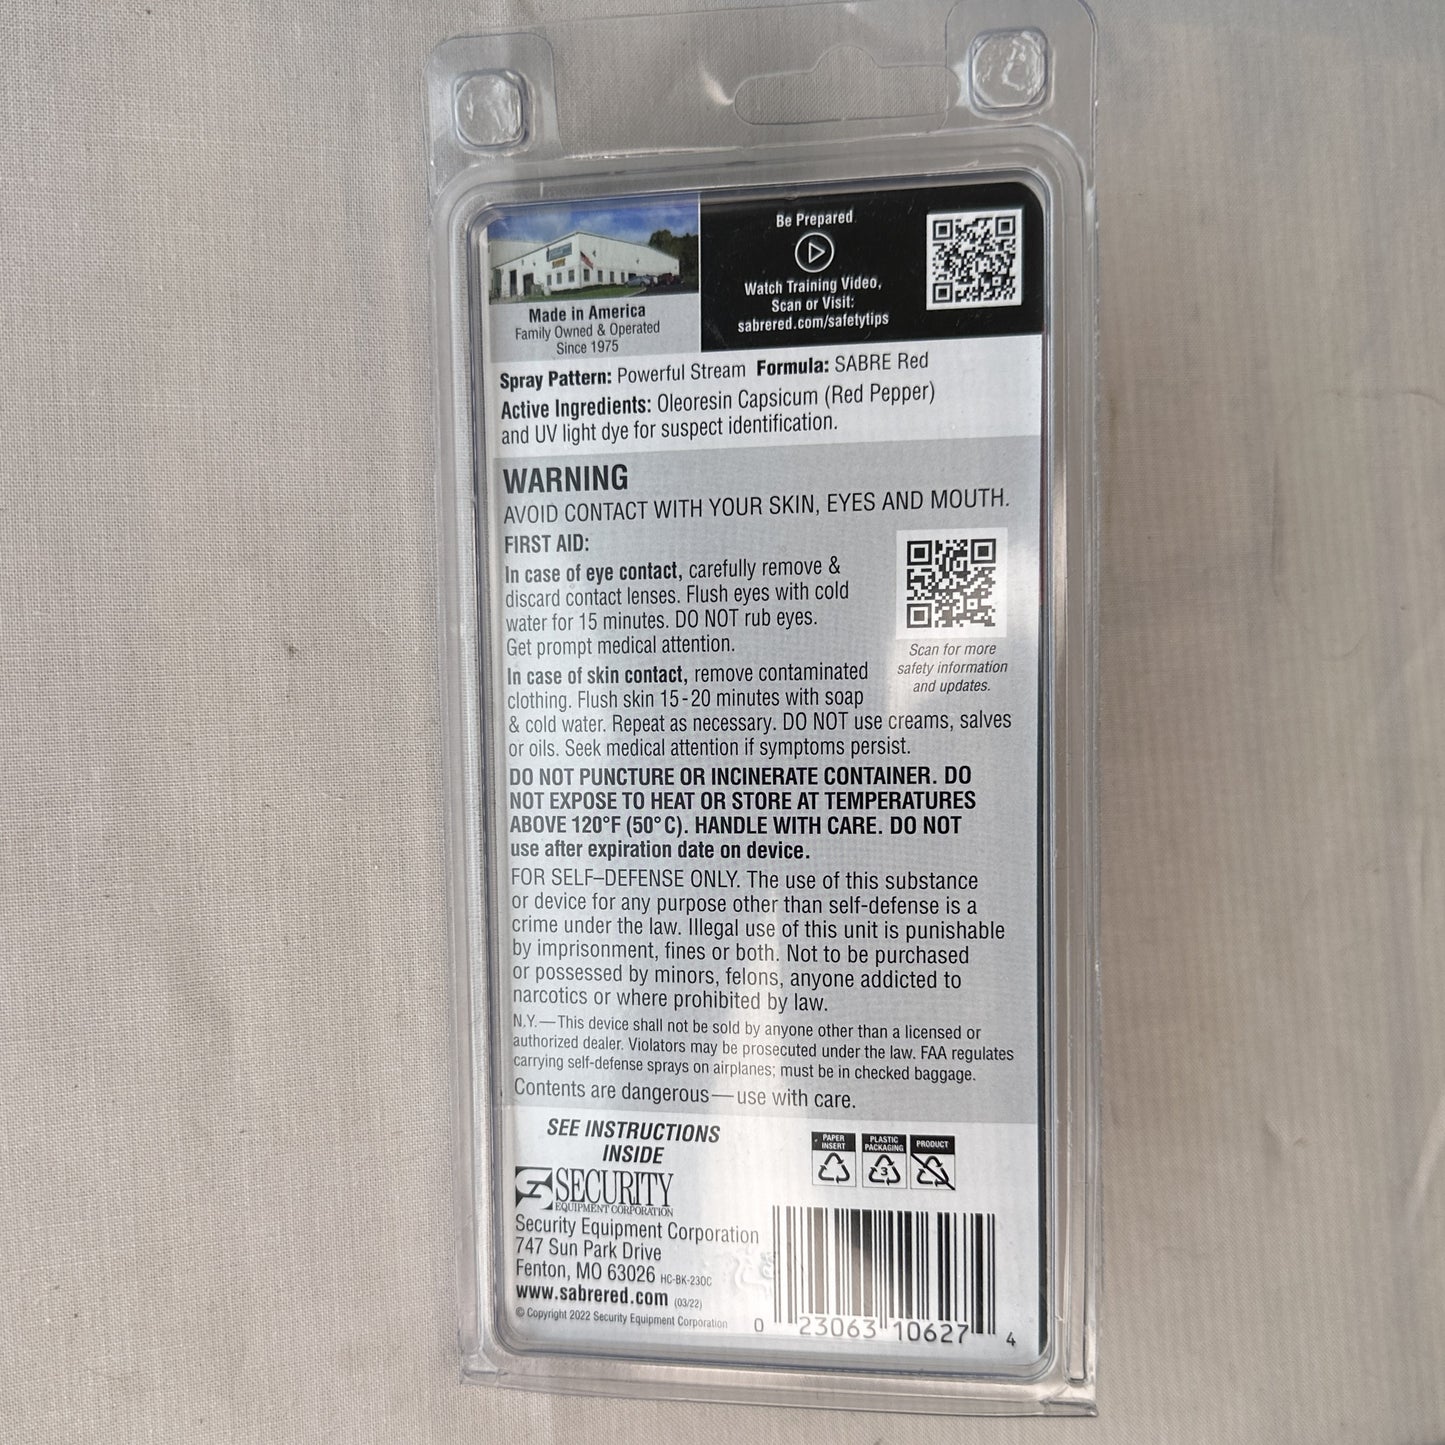 Made in America
Family Owned & Operated
Since 1975
Be Prepared
Watch Training Video,
Scan or Visit:
sabrered.com/safetytips
Spray Pattern: Powerful Stream Formula: SABRE Red
Active Ingredients: Oleoresin Capsicum (Red Pepper)
and UV light dye for suspect identification.
WARNING
AVOID CONTACT WITH YOUR SKIN, EYES AND MOUTH.
FIRST AID:
In case of eye contact, carefully remove &
discard contact lenses. Flush eyes with cold
water for 15 minutes. DO NOT rub eyes.
Get prompt medical attention.
Scan for more
safety information
and updates.
In case of skin contact, remove contaminated
clothing. Flush skin 15-20 minutes with soap
& cold water. Repeat as necessary. DO NOT use creams, salves
or oils. Seek medical attention if symptoms persist.
DO NOT PUNCTURE OR INCINERATE CONTAINER. DO
NOT EXPOSE TO HEAT OR STORE AT TEMPERATURES
ABOVE 120°F (50°C). HANDLE WITH CARE. DO NOT
use after expiration date on device.
FOR SELF–DEFENSE ONLY. The use of this substance
or device for any purpose other than self-defense is a
crime under the law. Illegal use of this unit is punishable
by imprisonment, fines or both. Not to be purchased
or possessed by minors, felons, anyone addicted to
narcotics or where prohibited by law.
N.Y.—This device shall not be sold by anyone other than a licensed or
authorized dealer. Violators may be prosecuted under the law. FAA regulates
carrying self-defense sprays on airplanes; must be in checked baggage.
Contents are dangerous—use with care.
SEE INSTRUCTIONS
INSIDE
PAPER
INSERT
PLASTIC
PACKAGING
3
PRODUCT
SECURITY
EQUIPMENT CORPORATION
Security Equipment Corporation
747 Sun Park Drive
Fenton, MO 63026 HC-BK-23OC
www.sabrered.com (03/22)
© Copyright 2022 Security Equipment Corporation
0 23063 10627 4